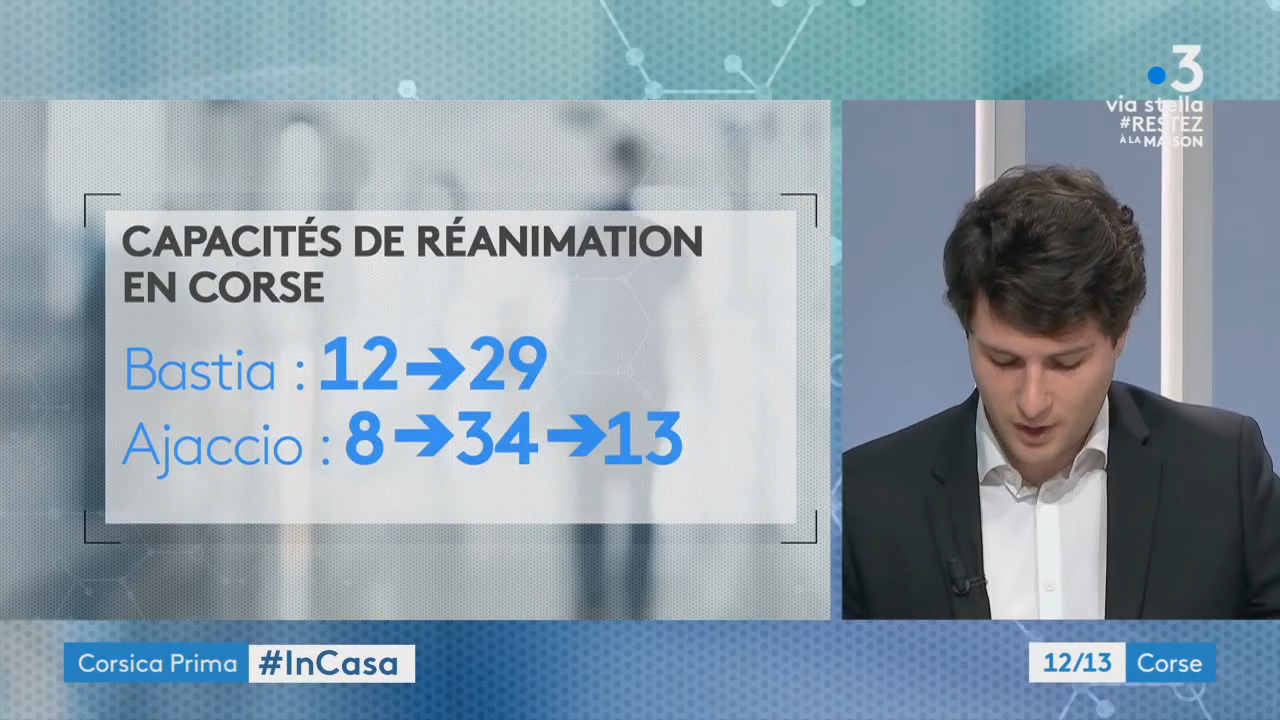 3
via stella
#RESTEZ
À LA MAISON
CAPACITÉS DE RÉANIMATION
EN CORSE
Bastia : 12➔29
Ajaccio : 8➔34➔13
Corsica Prima #InCasa
12/13 Corse